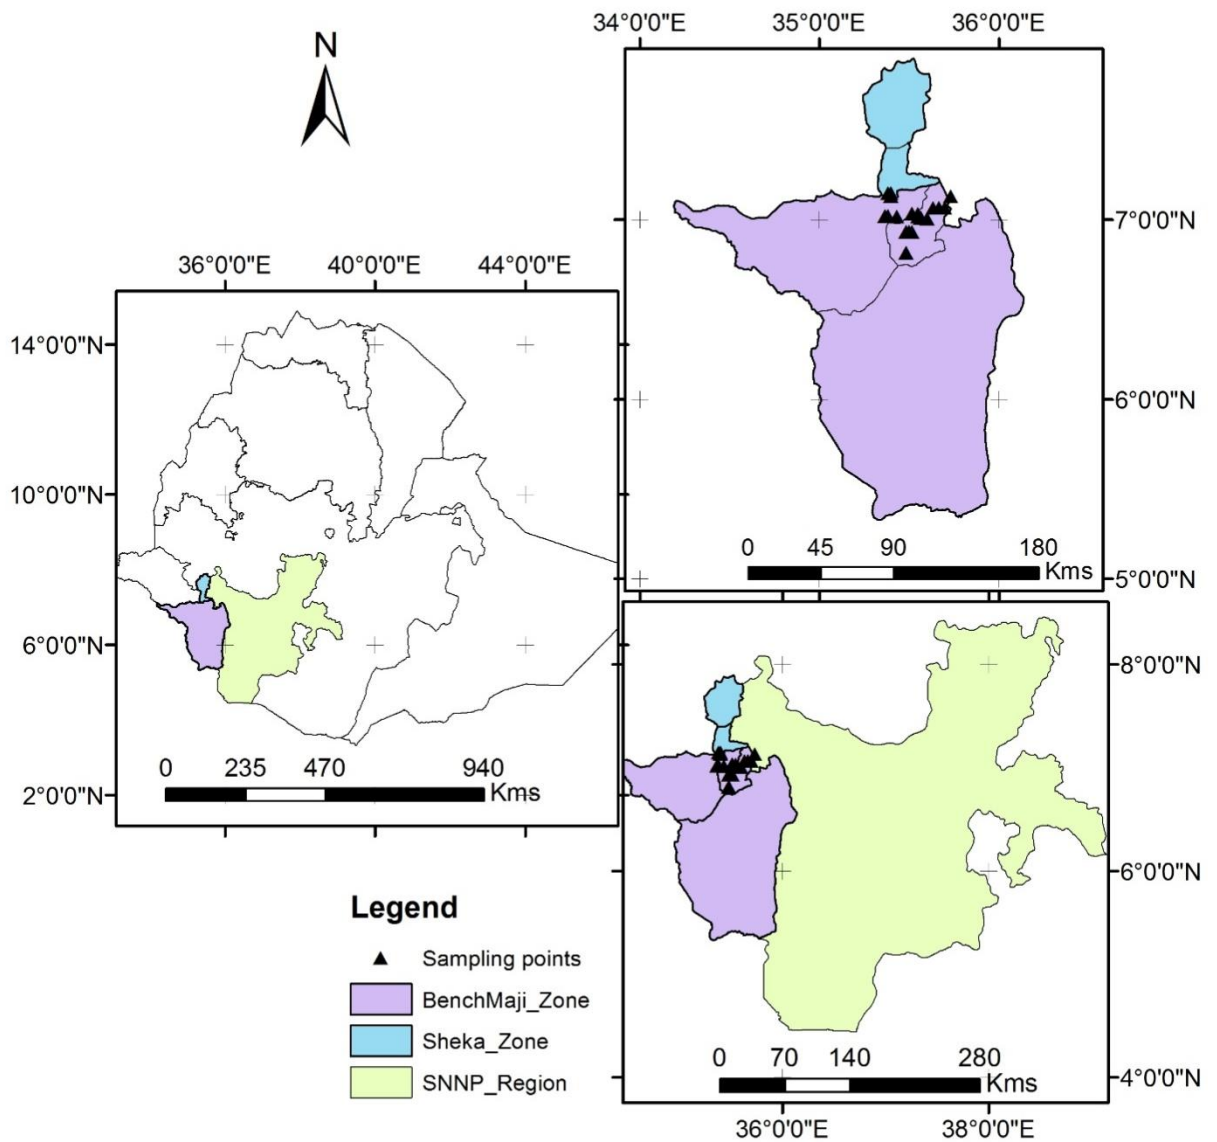 N
34°0'0"E 35°0'0"E 36°0'0"E
7°0'0"N
6°0'0"N
5°0'0"N
0 45 90 180
Kms
36°0'0"E 40°0'0"E 44°0'0"E
14°0'0"N
10°0'0"N
6°0'0"N
2°0'0"N
0 235 470 940
Kms
8°0'0"N
6°0'0"N
4°0'0"N
0 70 140 280
Kms
36°0'0"E 38°0'0"E
Legend
Sampling points
BenchMaji_Zone
Sheka_Zone
SNNP_Region